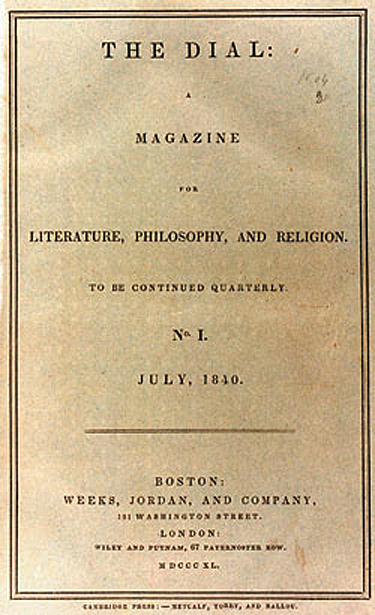 THE DIAL:
A
MAGAZINE
FOR
LITERATURE, PHILOSOPHY, AND RELIGION.
TO BE CONTINUED QUARTERLY.
No. I.
JULY, 1840.
BOSTON:
WEEKS, JORDAN, AND COMPANY,
121 WASHINGTON STREET.
LONDON:
WILEY AND PUTNAM, 67 PATERNOSTER ROW.
MDCCCXL.
CAMBRIDGE PRESS:—METCALF, TORRY, AND BALLOU.